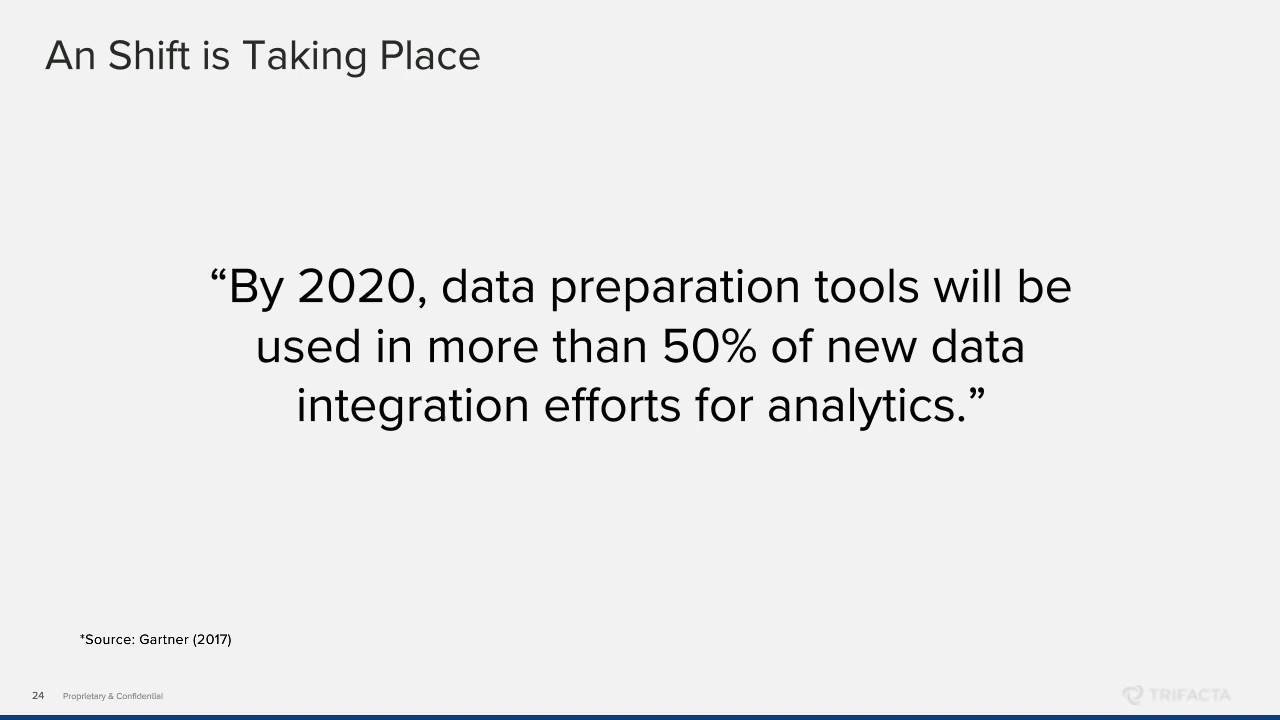 An Shift is Taking Place
“By 2020, data preparation tools will be
used in more than 50% of new data
integration efforts for analytics.”
*Source: Gartner (2017)
24 Proprietary & Confidential
TRIFACTA